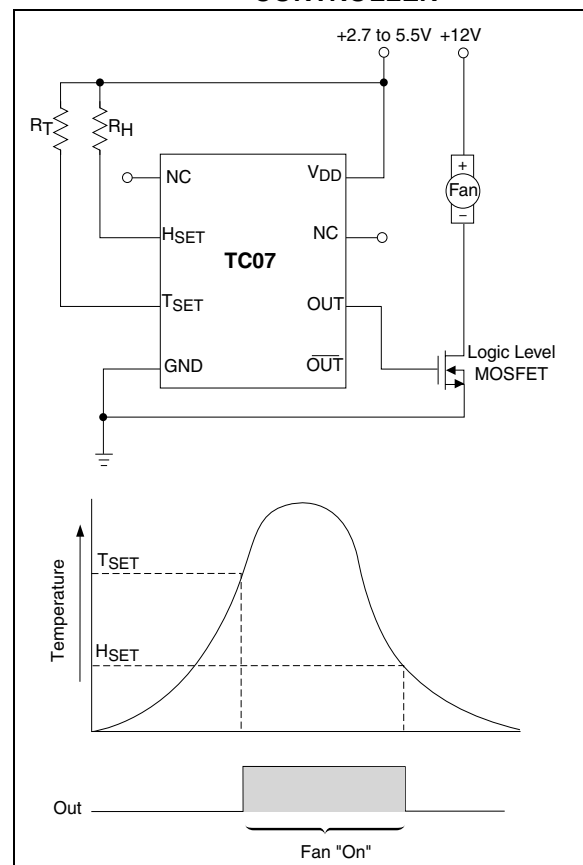 CONTROLLER
+2.7 to 5.5V +12V
RT
RH
NC
VDD
+
Fan
−
HSET
NC
TC07
TSET
OUT
Logic Level
MOSFET
GND
OUT
Temperature
TSET
HSET
Out
Fan "On"